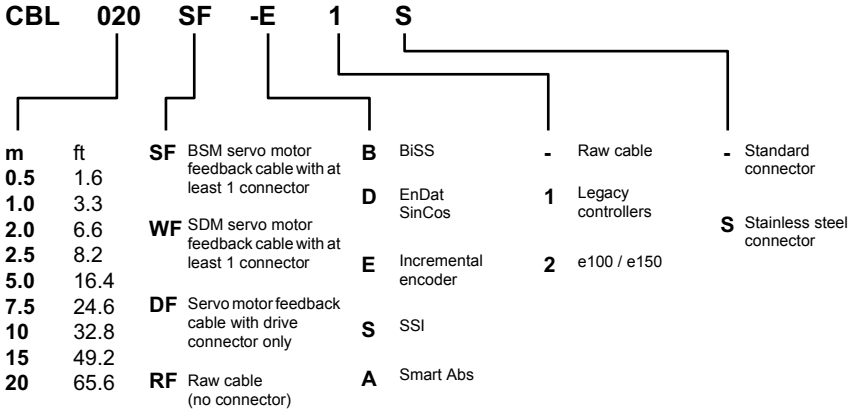 CBL 020 SF -E 1 S
m ft
0.5 1.6
1.0 3.3
2.0 6.6
2.5 8.2
5.0 16.4
7.5 24.6
10 32.8
15 49.2
20 65.6
SF BSM servo motor
feedback cable with at
least 1 connector
WF SDM servo motor
feedback cable with at
least 1 connector
DF Servo motor feedback
cable with drive
connector only
RF Raw cable
(no connector)
B BiSS
D EnDat
SinCos
E Incremental
encoder
S SSI
A Smart Abs
- Raw cable
1 Legacy
controllers
2 e100 / e150
- Standard
connector
S Stainless steel
connector